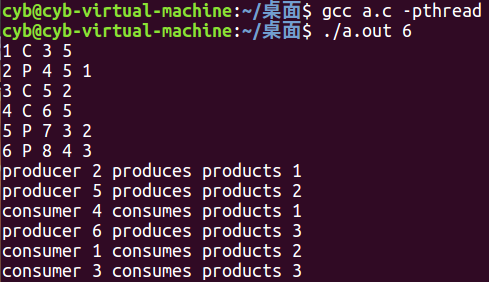 cyb@cyb-virtual-machine:~/桌面$ gcc a.c -pthread
cyb@cyb-virtual-machine:~/桌面$ ./a.out 6
1 C 3 5
2 P 4 5 1
3 C 5 2
4 C 6 5
5 P 7 3 2
6 P 8 4 3
producer 2 produces products 1
producer 5 produces products 2
consumer 4 consumes products 1
producer 6 produces products 3
consumer 1 consumes products 2
consumer 3 consumes products 3